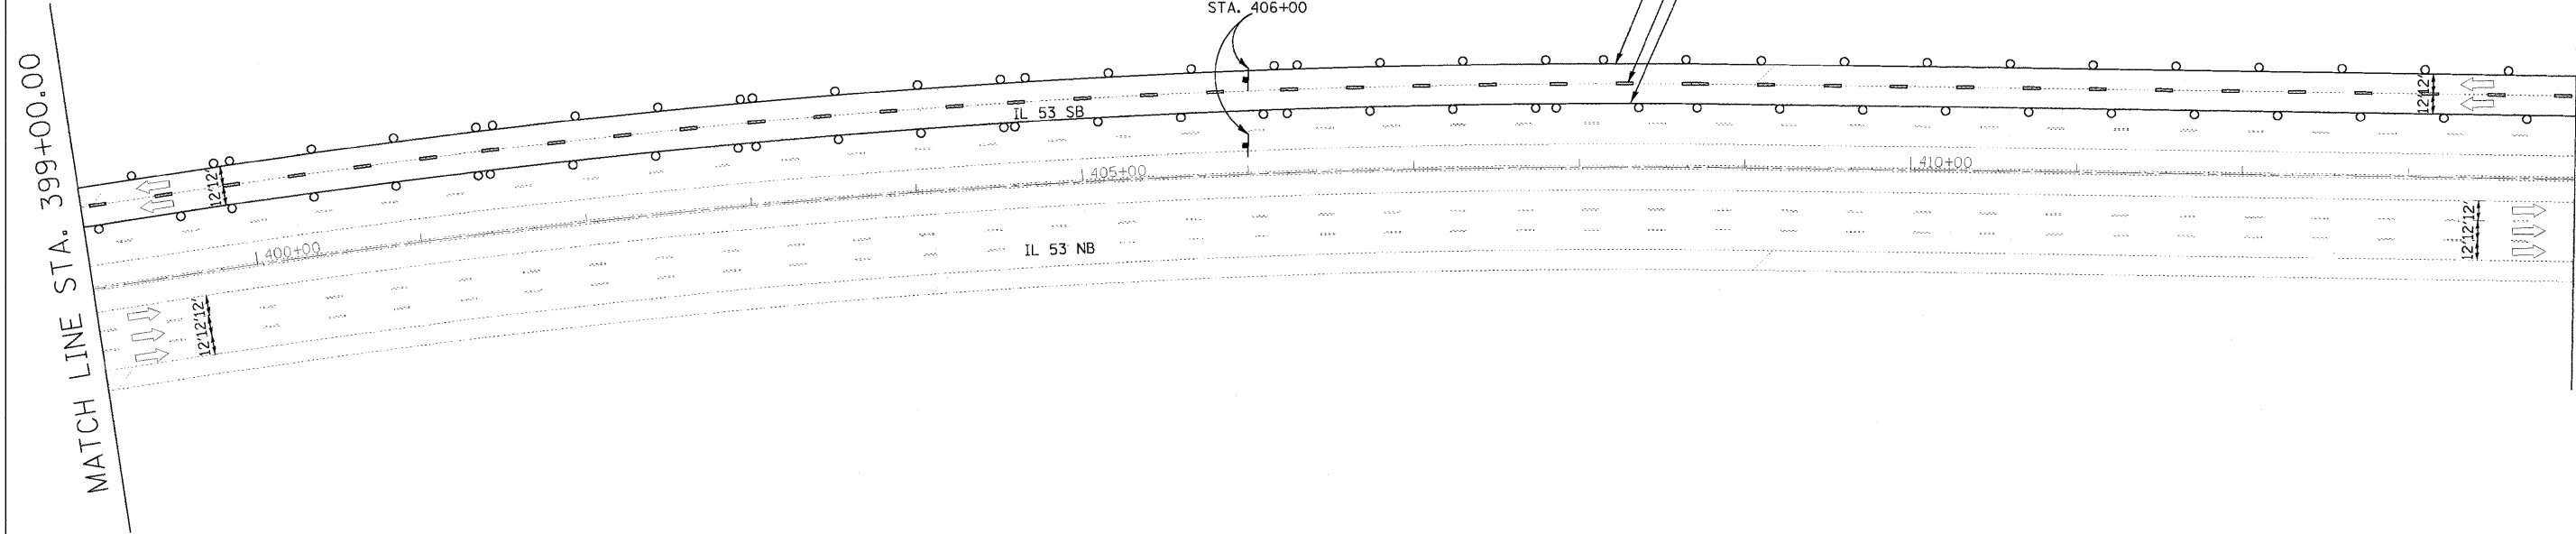 STA. 406+00
MATCH LINE STA. 399+00.00
12'12'
IL 53 SB
12'12'
405+00
410+00
400+00
IL 53 NB
12'12'12'
12'12'12'